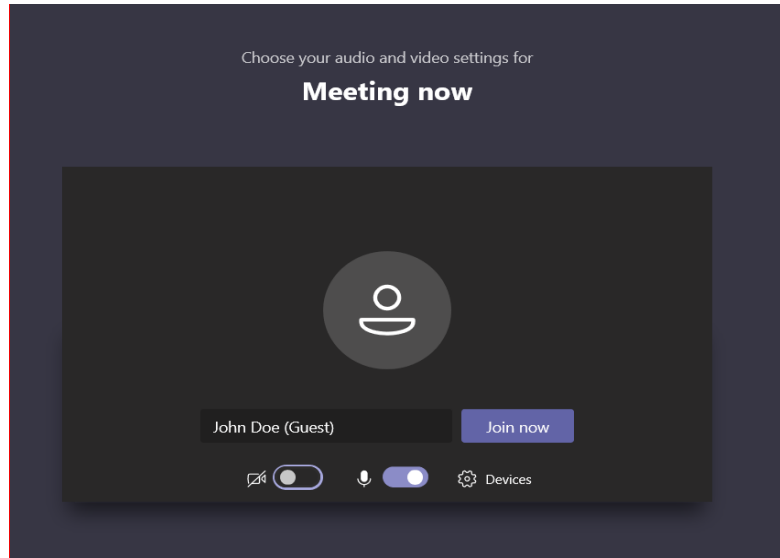 Choose your audio and video settings for
Meeting now
John Doe (Guest)
Join now
Devices